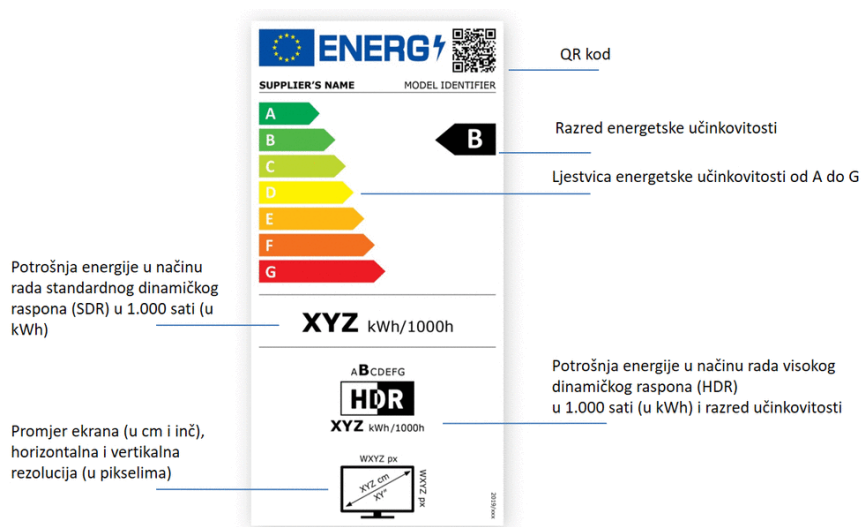 ENERG
QR kod
SUPPLIER'S NAME
MODEL IDENTIFIER
A
B
C
D
E
F
G
B
Razred energetske učinkovitosti
Ljestvica energetske učinkovitosti od A do G
Potrošnja energije u načinu
rada standardnog dinamičkog
raspona (SDR) u 1.000 sati (u
kWh)
XYZ kWh/1000h
ABCDEFG
HDR
XYZ kWh/1000h
Potrošnja energije u načinu rada visokog
dinamičkog raspona (HDR)
u 1.000 sati (u kWh) i razred učinkovitosti
Promjer ekrana (u cm i inč),
horizontalna i vertikalna
rezolucija (u pikselima)
WXYZ px
XYZ cm
XY"
WXYZ
px
2019/xxx